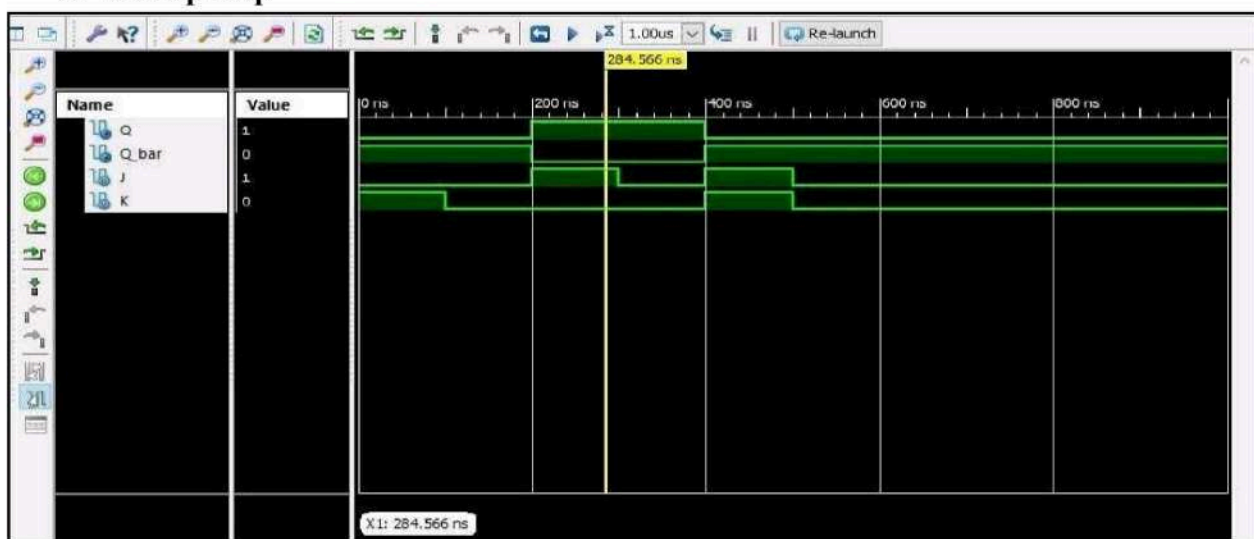 1.00us Re-launch
284.566 ns
Name Value 0 ns 200 ns 400 ns 600 ns 800 ns
Q 1
Q_bar 0
J 1
K 0
X1: 284.566 ns